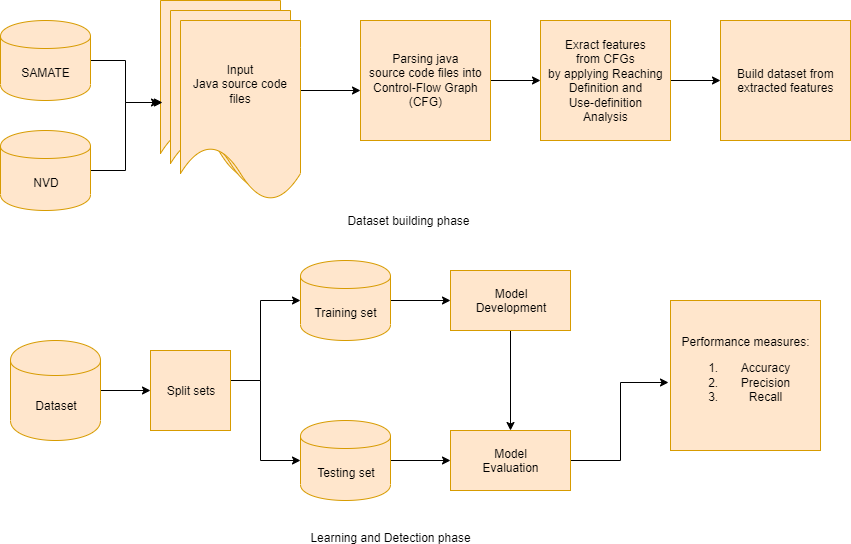 SAMATE
NVD
Input
Java source code
files
Parsing java
source code files into
Control-Flow Graph
(CFG)
Exract features
from CFGs
by applying Reaching
Definition and
Use-definition
Analysis
Build dataset from
extracted features
Dataset building phase
Dataset
Split sets
Training set
Testing set
Model
Development
Model
Evaluation
Performance measures:
1. Accuracy
2. Precision
3. Recall
Learning and Detection phase